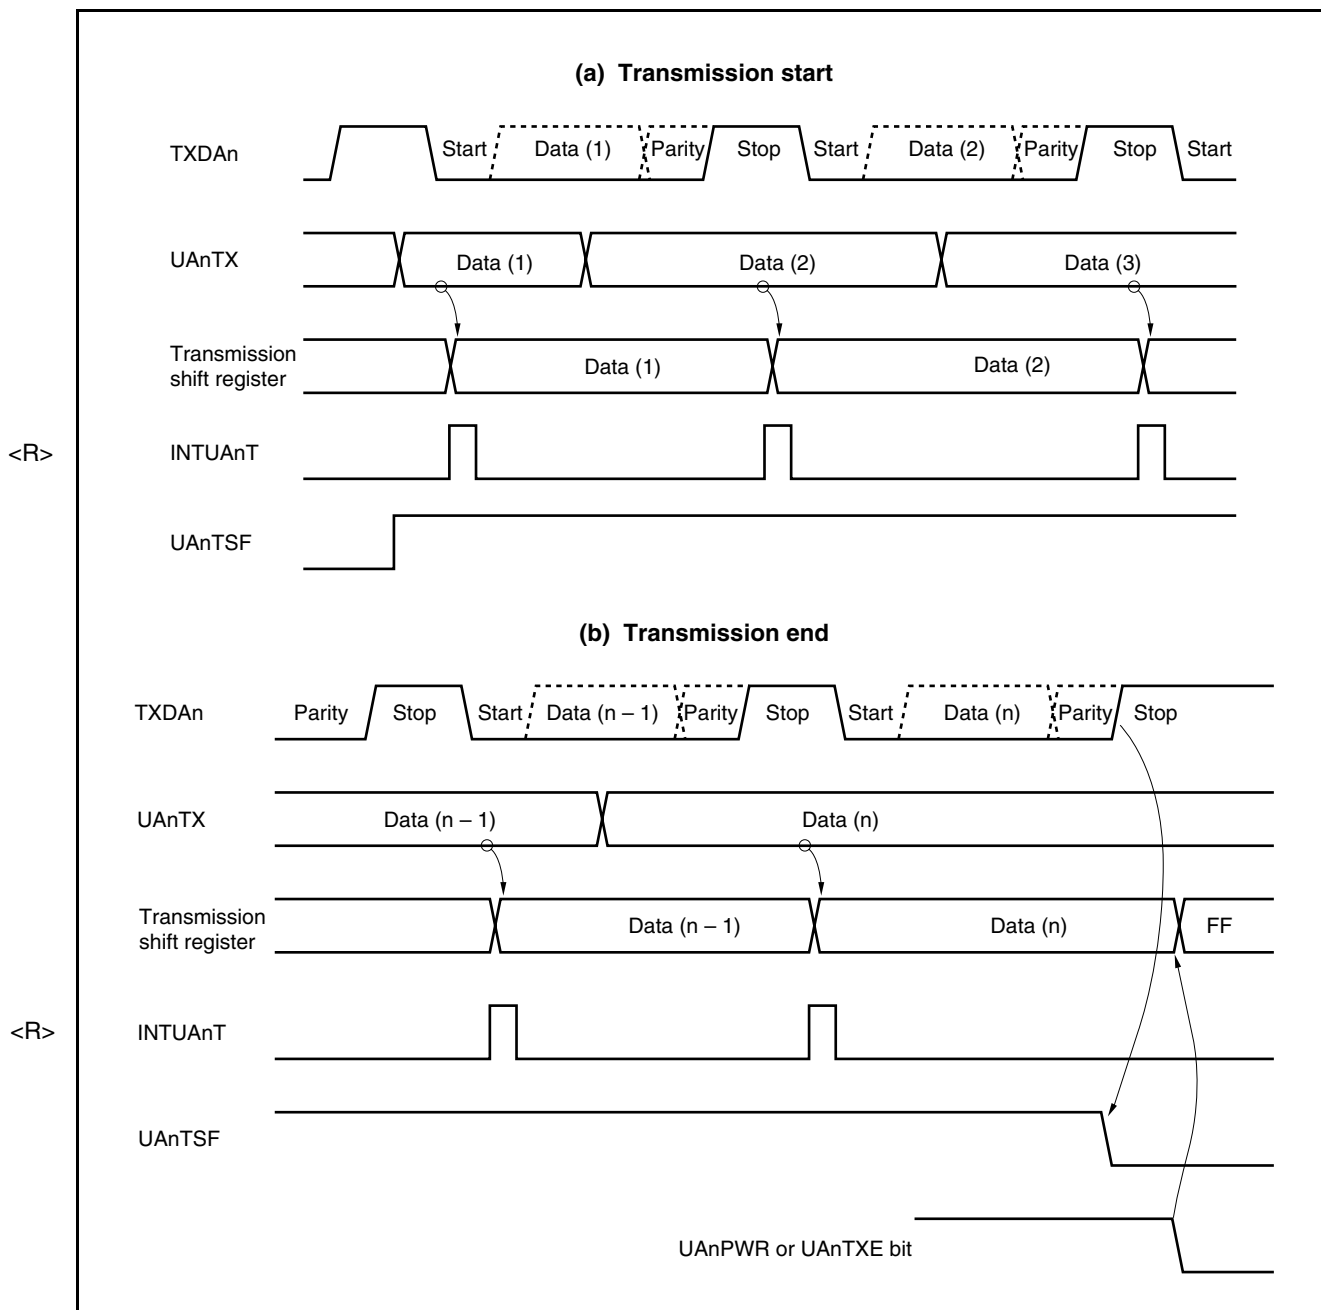 (a) Transmission start
TXDAn Start Data (1) Parity Stop Start Data (2) Parity Stop Start
UAnTX Data (1) Data (2) Data (3)
Transmission
shift register Data (1) Data (2)
<R> INTUAnT
UAnTSF
(b) Transmission end
TXDAn Parity Stop Start Data (n – 1) Parity Stop Start Data (n) Parity Stop
UAnTX Data (n – 1) Data (n)
Transmission
shift register Data (n – 1) Data (n) FF
<R> INTUAnT
UAnTSF
UAnPWR or UAnTXE bit